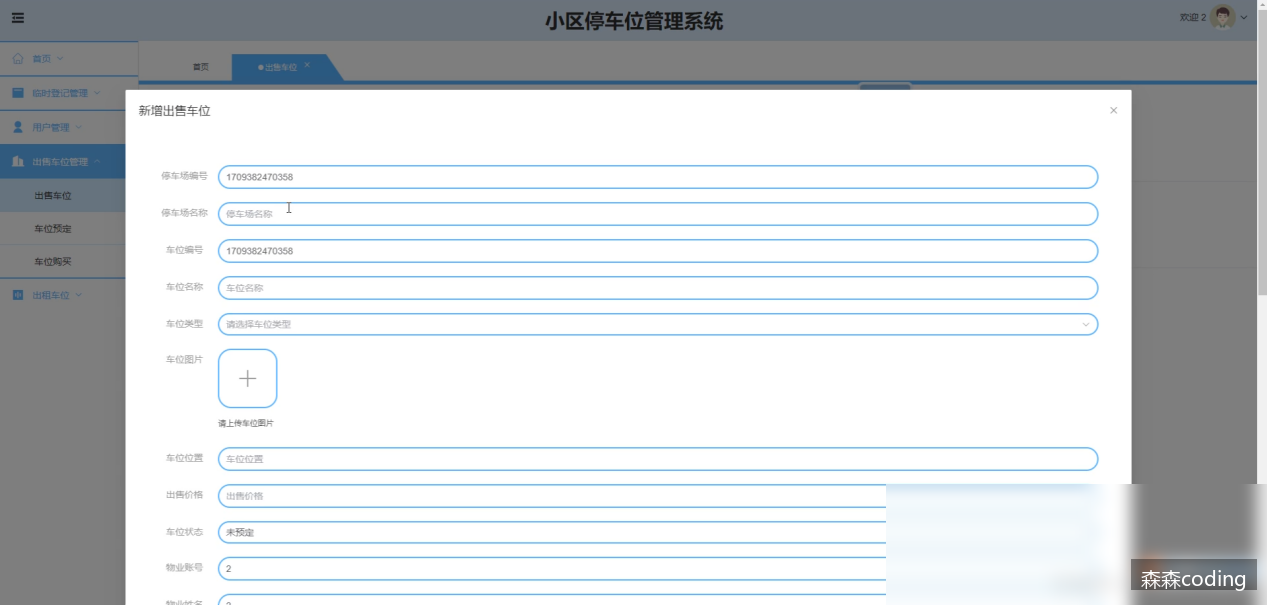 小区停车位管理系统
欢迎 2
首页
首页
出售车位
临时登记管理
用户管理
出售车位管理
出售车位
车位预定
车位购买
出租车位
新增出售车位
停车场编号 1709382470358
停车场名称 停车场名称
车位编号 1709382470358
车位名称 车位名称
车位类型 请选择车位类型
车位图片
请上传车位图片
车位位置 车位位置
出售价格 出售价格
车位状态 未预定
物业账号 2
物业姓名 2
森森coding